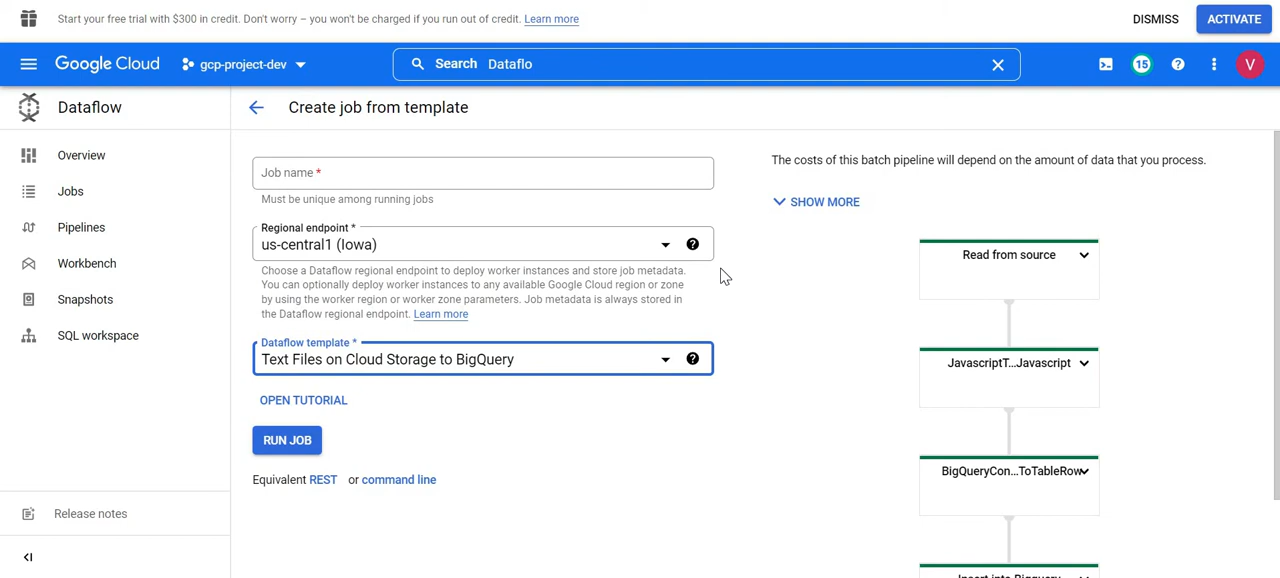 Start your free trial with $300 in credit. Don't worry – you won't be charged if you run out of credit. Learn more
DISMISS
ACTIVATE
Google Cloud
gcp-project-dev
Search Dataflo
15
V
Dataflow
Create job from template
Overview
Jobs
Pipelines
Workbench
Snapshots
SQL workspace
Release notes
Job name *
Must be unique among running jobs
Regional endpoint *
us-central1 (Iowa)
Choose a Dataflow regional endpoint to deploy worker instances and store job metadata.
You can optionally deploy worker instances to any available Google Cloud region or zone
by using the worker region or worker zone parameters. Job metadata is always stored in
the Dataflow regional endpoint. Learn more
Dataflow template *
Text Files on Cloud Storage to BigQuery
OPEN TUTORIAL
RUN JOB
Equivalent REST or command line
The costs of this batch pipeline will depend on the amount of data that you process.
SHOW MORE
Read from source
JavascriptT...Javascript
BigQueryCon...ToTableRow
Insert into Bigquery